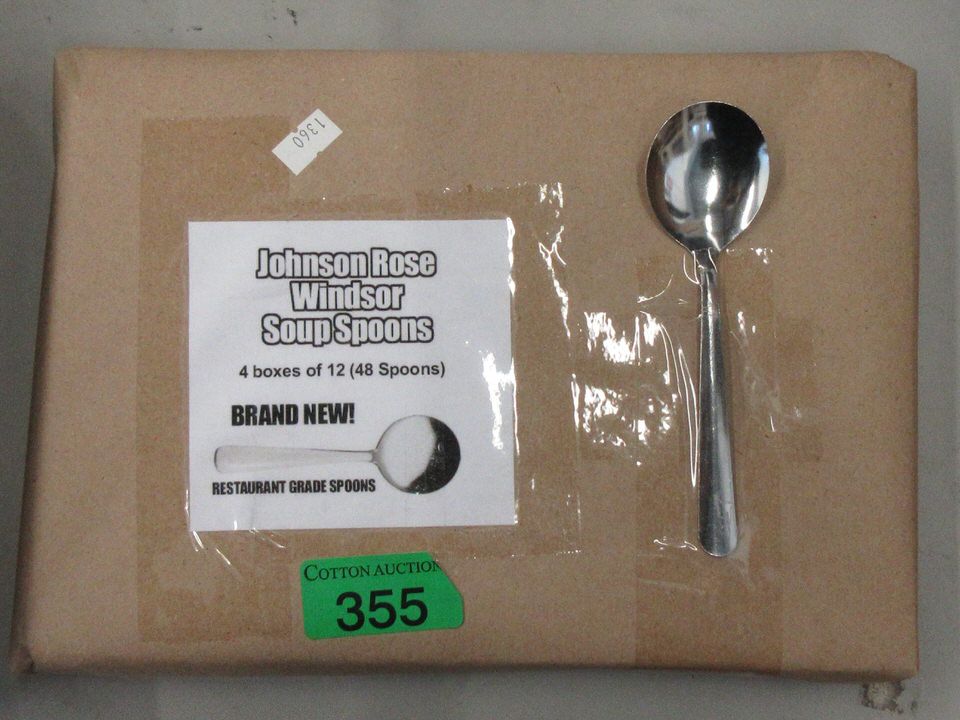 1360
Johnson Rose
Windsor
Soup Spoons
4 boxes of 12 (48 Spoons)
BRAND NEW!
RESTAURANT GRADE SPOONS
COTTON AUCTION
355